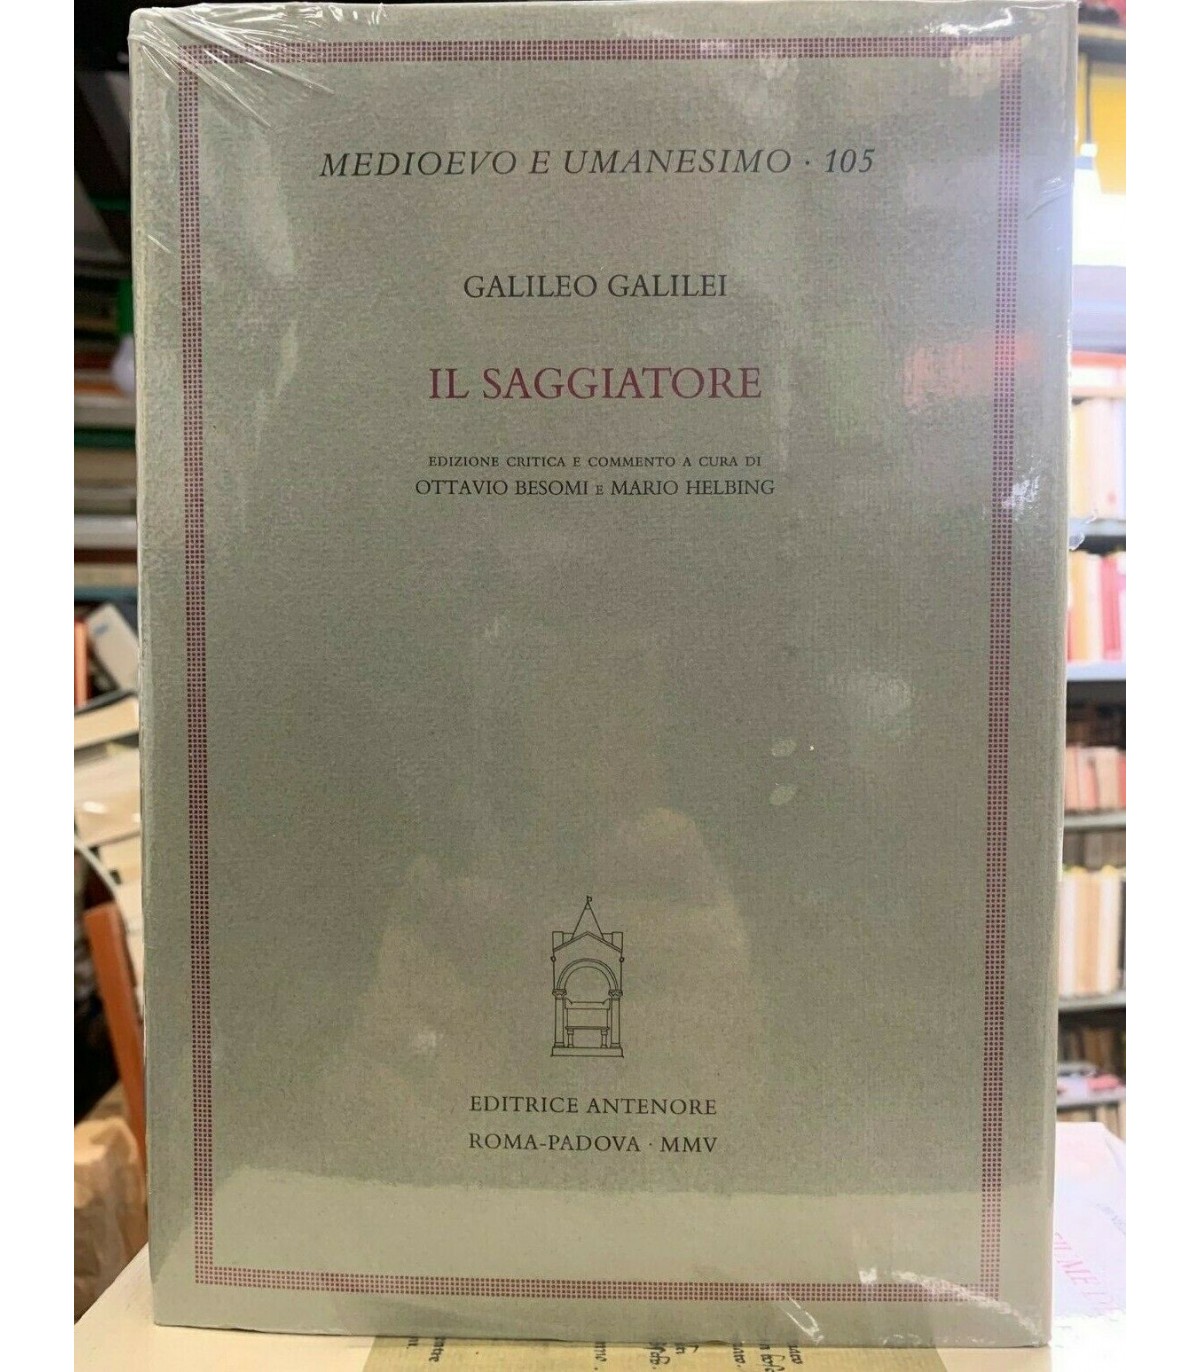 MEDIOEVO E UMANESIMO · 105
GALILEO GALILEI
IL SAGGIATORE
EDIZIONE CRITICA E COMMENTO A CURA DI
OTTAVIO BESOMI E MARIO HELBING
EDITRICE ANTENORE
ROMA-PADOVA · MMV